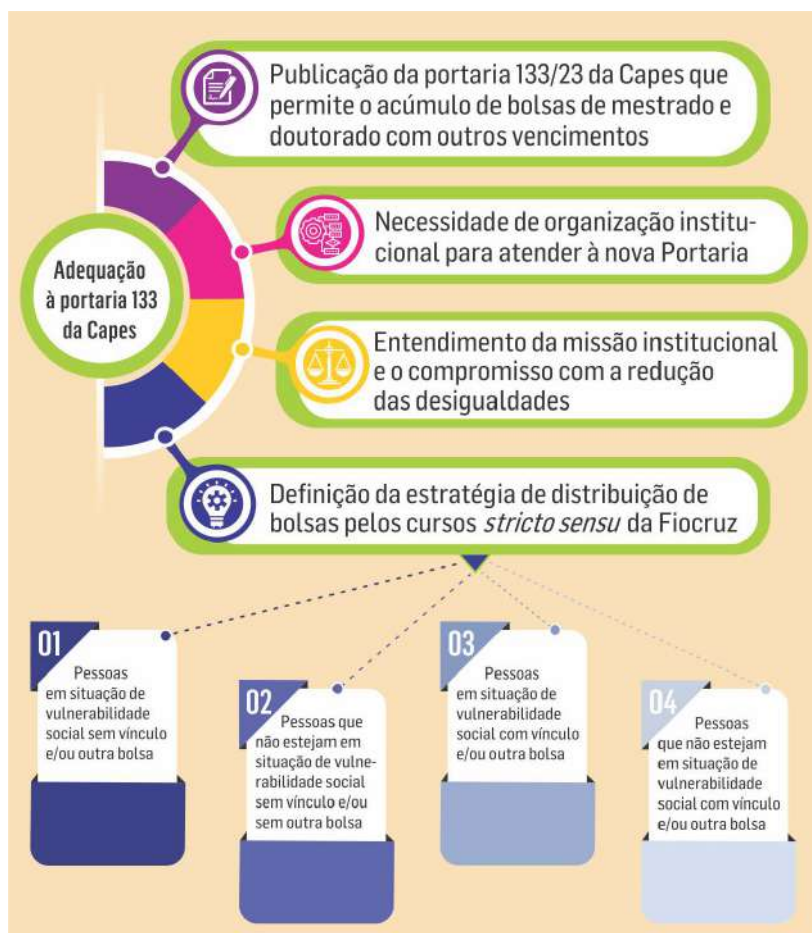 Publicação da portaria 133/23 da Capes que
permite o acúmulo de bolsas de mestrado e
doutorado com outros vencimentos
Necessidade de organização institu-
cional para atender à nova Portaria
Adequação
à portaria 133
da Capes
Entendimento da missão institucional
e o compromisso com a redução
das desigualdades
Definição da estratégia de distribuição de
bolsas pelos cursos stricto sensu da Fiocruz
01
Pessoas
em situação de
vulnerabilidade
social sem vínculo
e/ou outra bolsa
02
Pessoas que
não estejam em
situação de vulne-
rabilidade social
sem vínculo e/ou
sem outra bolsa
03
Pessoas
em situação de
vulnerabilidade
social com vínculo
e/ou outra bolsa
04
Pessoas
que não estejam
em situação de
vulnerabilidade
social com vínculo
e/ou outra bolsa